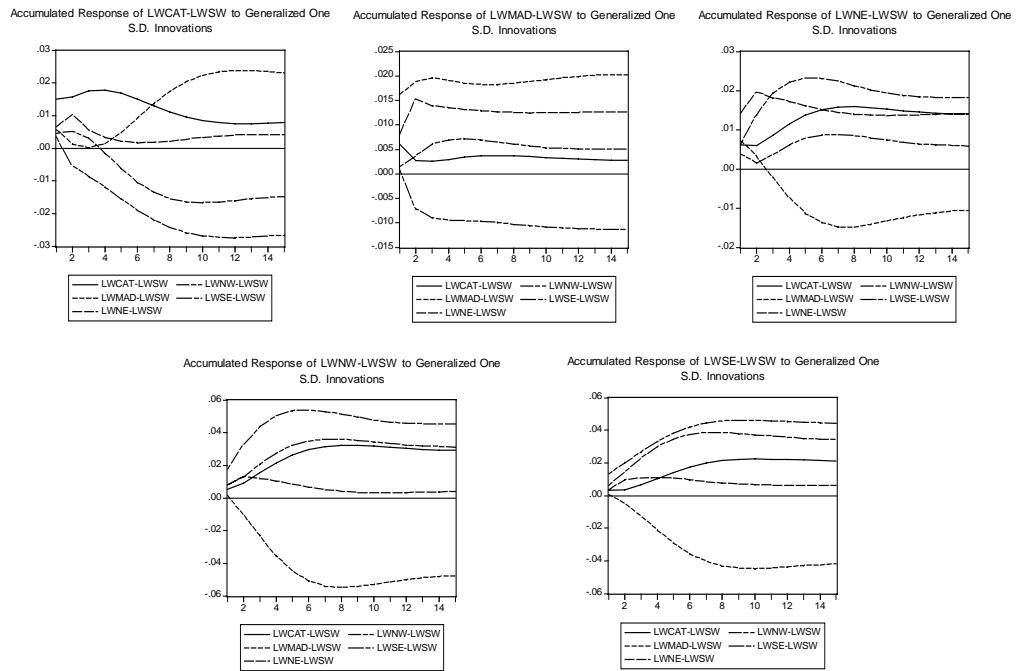 Accumulated Response of LWCAT-LWSW to Generalized One
S.D. Innovations
.03
.02
.01
.00
-.01
-.02
-.03
2 4 6 8 10 12 14
LWCAT-LWSW LWNW-LWSW
LWMAD-LWSW LWSE-LWSW
LWNE-LWSW
Accumulated Response of LWMAD-LWSW to Generalized One
S.D. Innovations
.025
.020
.015
.010
.005
.000
-.005
-.010
-.015
2 4 6 8 10 12 14
LWCAT-LWSW LWNW-LWSW
LWMAD-LWSW LWSE-LWSW
LWNE-LWSW
Accumulated Response of LWNE-LWSW to Generalized One
S.D. Innovations
.03
.02
.01
.00
-.01
-.02
2 4 6 8 10 12 14
LWCAT-LWSW LWNW-LWSW
LWMAD-LWSW LWSE-LWSW
LWNE-LWSW
Accumulated Response of LWNW-LWSW to Generalized One
S.D. Innovations
.06
.04
.02
.00
-.02
-.04
-.06
2 4 6 8 10 12 14
LWCAT-LWSW LWNW-LWSW
LWMAD-LWSW LWSE-LWSW
LWNE-LWSW
Accumulated Response of LWSE-LWSW to Generalized One
S.D. Innovations
.06
.04
.02
.00
-.02
-.04
-.06
2 4 6 8 10 12 14
LWCAT-LWSW LWNW-LWSW
LWMAD-LWSW LWSE-LWSW
LWNE-LWSW